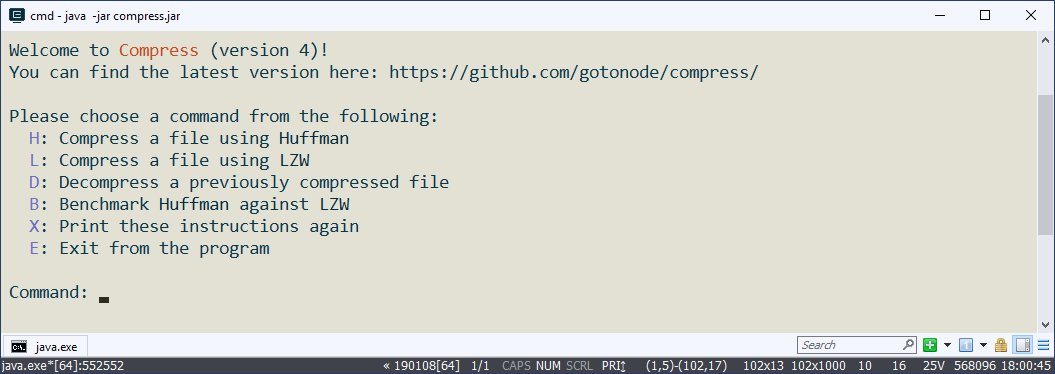 cmd - java -jar compress.jar
Welcome to Compress (version 4)!
You can find the latest version here: https://github.com/gotonode/compress/
Please choose a command from the following:
H: Compress a file using Huffman
L: Compress a file using LZW
D: Decompress a previously compressed file
B: Benchmark Huffman against LZW
X: Print these instructions again
E: Exit from the program
Command:
java.exe
Search
java.exe*[64]:552552 « 190108[64] 1/1 CAPS NUM SCRL PRI↕ (1,5)-(102,17) 102x13 102x1000 10 16 25V 568096 18:00:45